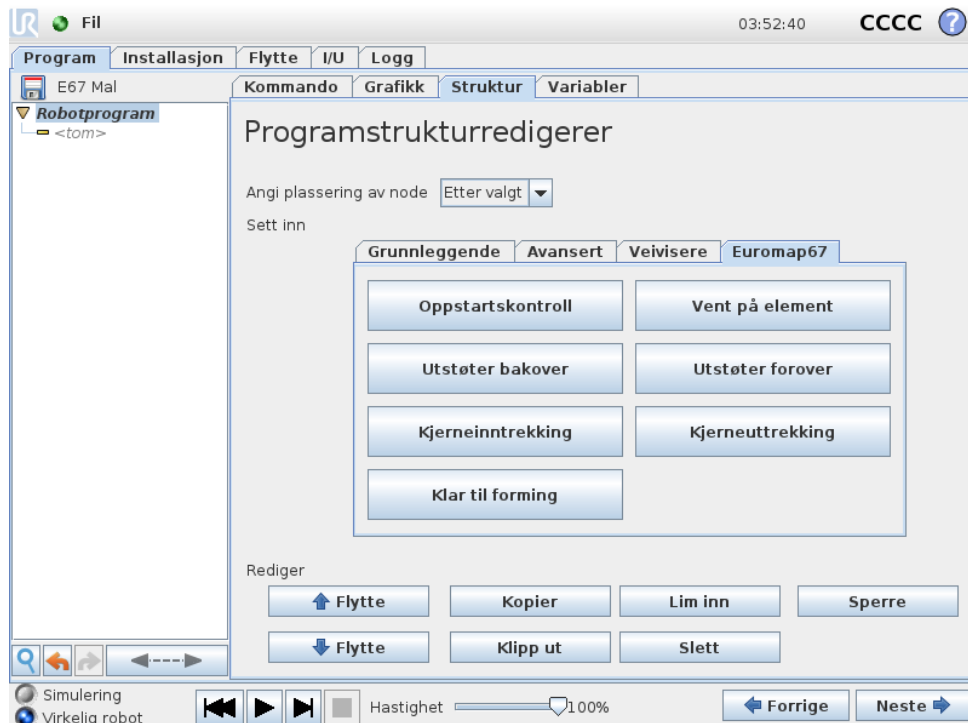 UR Fil 03:52:40 CCCC ?
Program Installasjon Flytte I/U Logg
E67 Mal Kommando Grafikk Struktur Variabler
Robotprogram
<tom>
Programstrukturredigerer
Angi plassering av node Etter valgt
Sett inn
Grunnleggende Avansert Veivisere Euromap67
Oppstartskontroll Vent på element
Utstøter bakover Utstøter forover
Kjerneinntrekking Kjerneuttrekking
Klar til forming
Rediger
Flytte Kopier Lim inn Sperre
Flytte Klipp ut Slett
Simulering
Virkelig robot
Hastighet 100% Forrige Neste